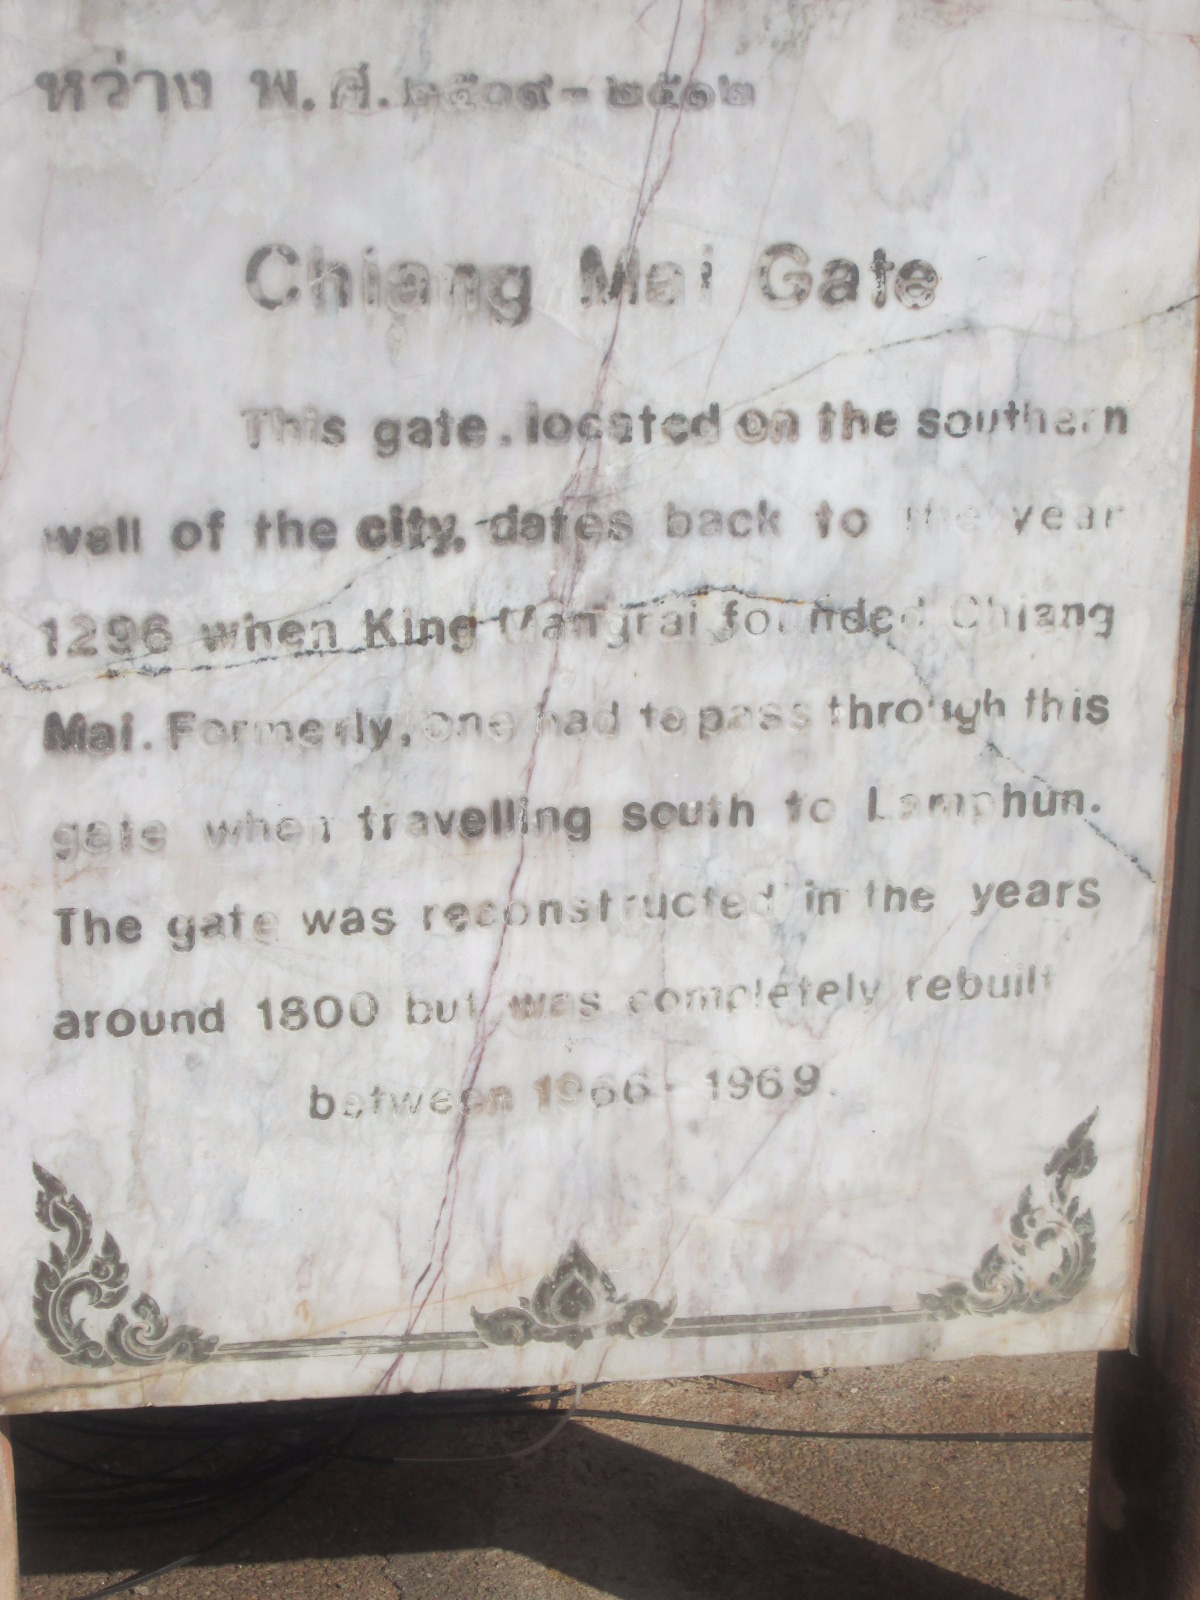 หว่าง พ.ศ.๒๕๐๙-๒๕๑๒
Chiang Mai Gate
This gate, located on the southern
wall of the city, dates back to the year
1296 when King Mangrai founded Chiang
Mai. Formerly, one had to pass through this
gate when travelling south to Lamphun.
The gate was reconstructed in the years
around 1800 but was completely rebuilt
between 1966-1969.